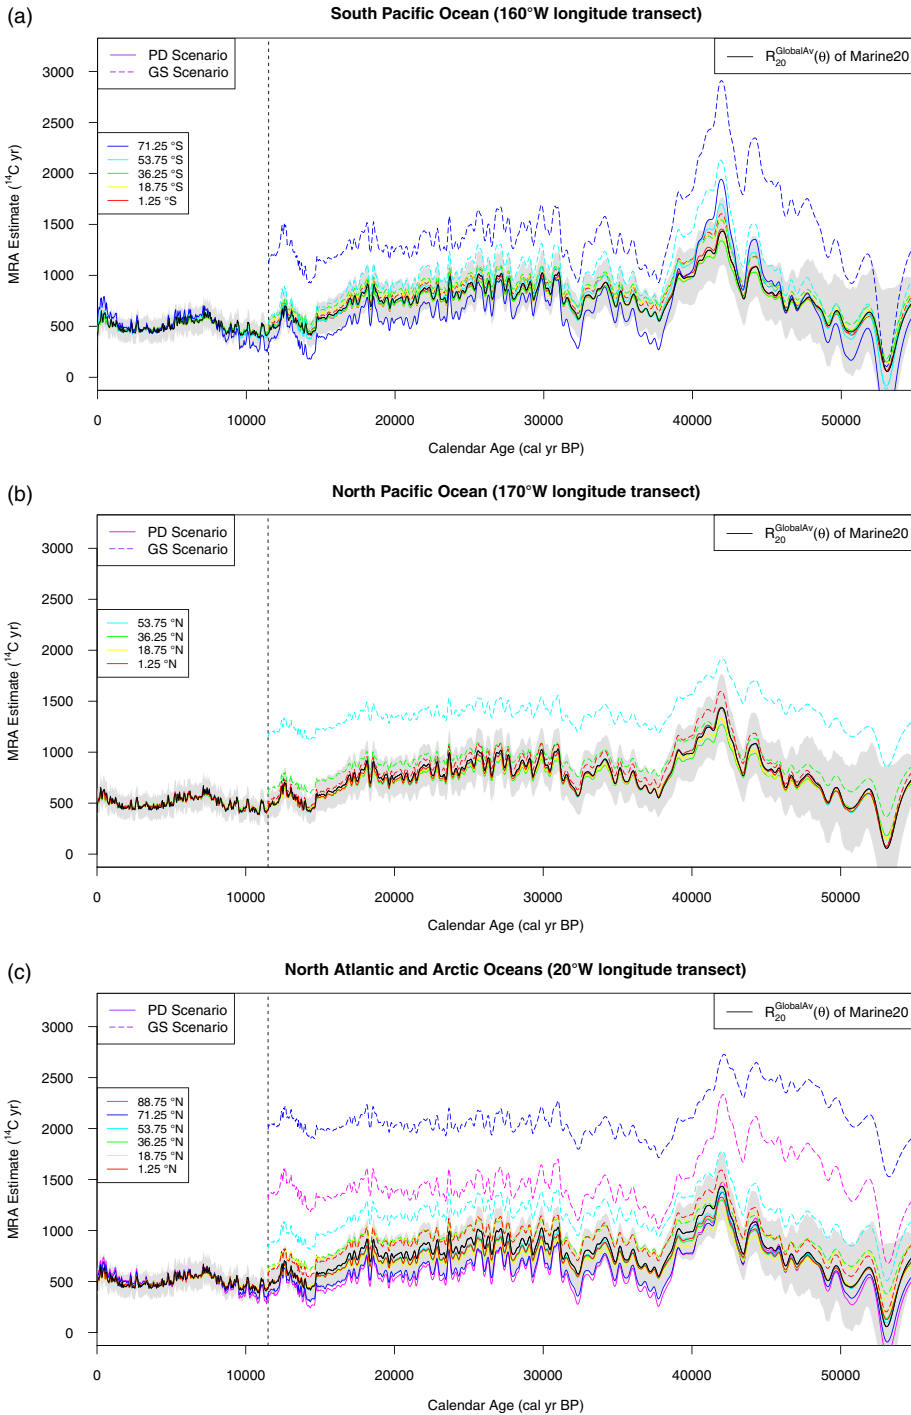 (a)
South Pacific Ocean (160°W longitude transect)
PD Scenario
GS Scenario
R₂₀^GlobalAv(θ) of Marine20
71.25 °S
53.75 °S
36.25 °S
18.75 °S
1.25 °S
MRA Estimate (¹⁴C yr)
3000
2500
2000
1500
1000
500
0
0 10000 20000 30000 40000 50000
Calendar Age (cal yr BP)
(b)
North Pacific Ocean (170°W longitude transect)
PD Scenario
GS Scenario
R₂₀^GlobalAv(θ) of Marine20
53.75 °N
36.25 °N
18.75 °N
1.25 °N
MRA Estimate (¹⁴C yr)
3000
2500
2000
1500
1000
500
0
0 10000 20000 30000 40000 50000
Calendar Age (cal yr BP)
(c)
North Atlantic and Arctic Oceans (20°W longitude transect)
PD Scenario
GS Scenario
R₂₀^GlobalAv(θ) of Marine20
88.75 °N
71.25 °N
53.75 °N
36.25 °N
18.75 °N
1.25 °N
MRA Estimate (¹⁴C yr)
3000
2500
2000
1500
1000
500
0
0 10000 20000 30000 40000 50000
Calendar Age (cal yr BP)